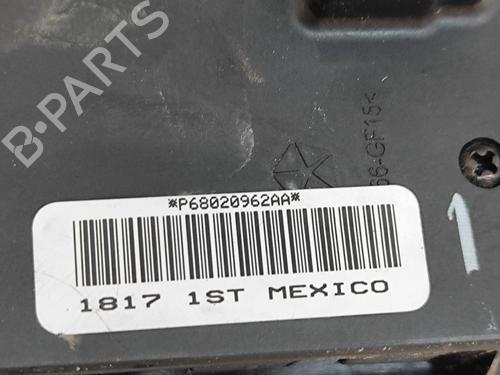 B-PARTS
66-GF15<
*P68020962AA*
1817 1ST MEXICO
1